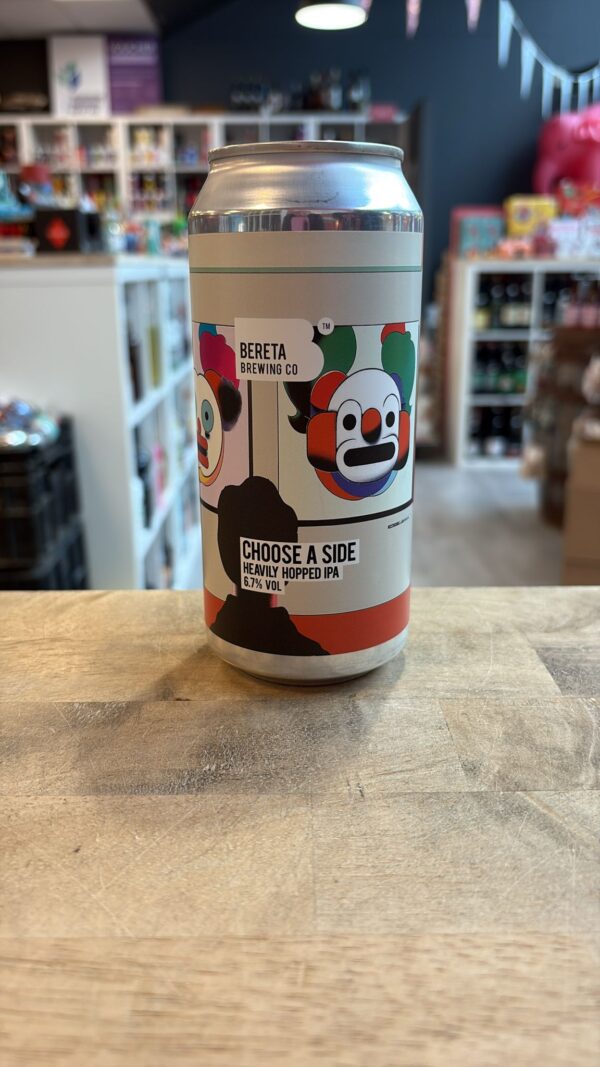 TM
BERETA
BREWING CO
CHOOSE A SIDE
HEAVILY HOPPED IPA
6.7% VOL